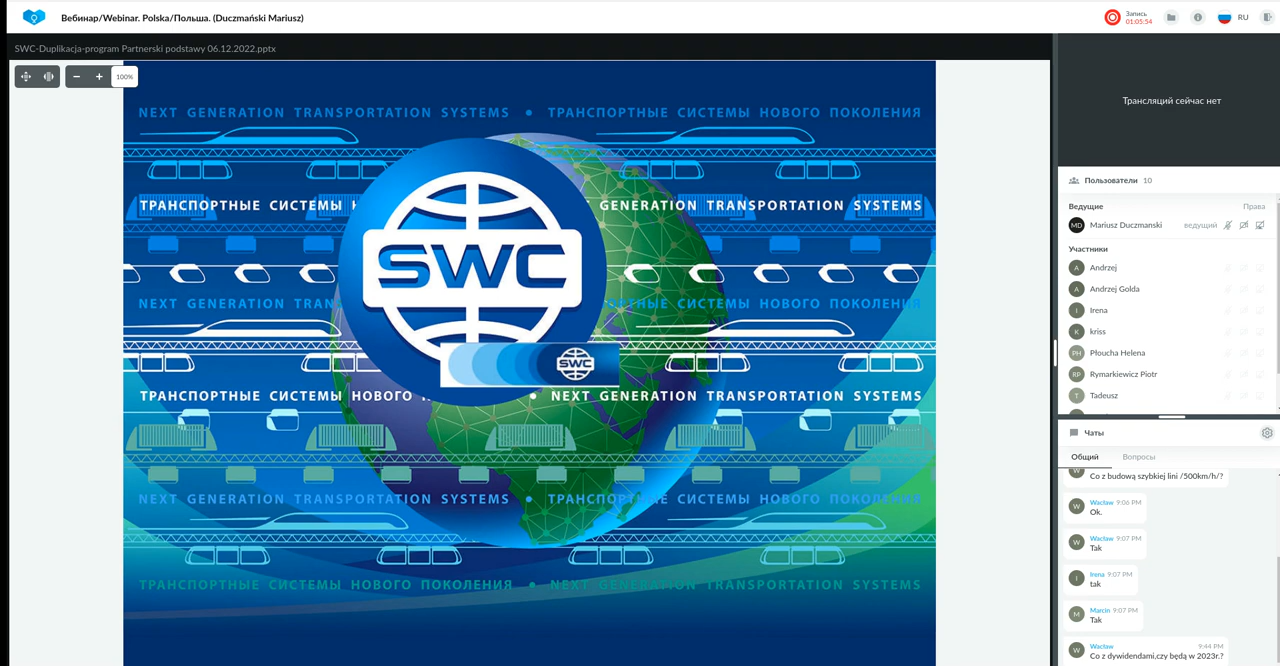 Вебинар/Webinar. Polska/Польша. (Duczmański Mariusz)
Запись
01:05:54
RU
SWC-Duplikacja-program Partnerski podstawy 06.12.2022.pptx
100%
NEXT GENERATION TRANSPORTATION SYSTEMS • ТРАНСПОРТНЫЕ СИСТЕМЫ НОВОГО ПОКОЛЕНИЯ
ТРАНСПОРТНЫЕ СИСТЕМЫ GENERATION TRANSPORTATION SYSTEMS
SWC
NEXT GENERATION СИСТЕМЫ НОВОГО ПОКОЛЕНИЯ
SWC
ТРАНСПОРТНЫЕ СИСТЕМЫ НОВОГО • NEXT GENERATION TRANSPORTATION SYSTEMS
NEXT GENERATION TRANSPORTATION SYSTEMS • ТРАНСПОРТНЫЕ СИСТЕМЫ НОВОГО ПОКОЛЕНИЯ
ТРАНСПОРТНЫЕ СИСТЕМЫ НОВОГО ПОКОЛЕНИЯ • NEXT GENERATION TRANSPORTATION SYSTEMS
Трансляций сейчас нет
Пользователи 10
Ведущие Права
MD Mariusz Duczmanski ведущий
Участники
A Andrzej
A Andrzej Golda
I Irena
K kriss
PH Płoucha Helena
RP Rymarkiewicz Piotr
T Tadeusz
Чаты
Общий Вопросы
W Co z budową szybkiej lini /500km/h/?
W Wacław 9:06 PM
Ok.
W Wacław 9:07 PM
Tak
I Irena 9:07 PM
tak
M Marcin 9:07 PM
Tak
W Wacław 9:44 PM
Co z dywidendami,czy będą w 2023r.?